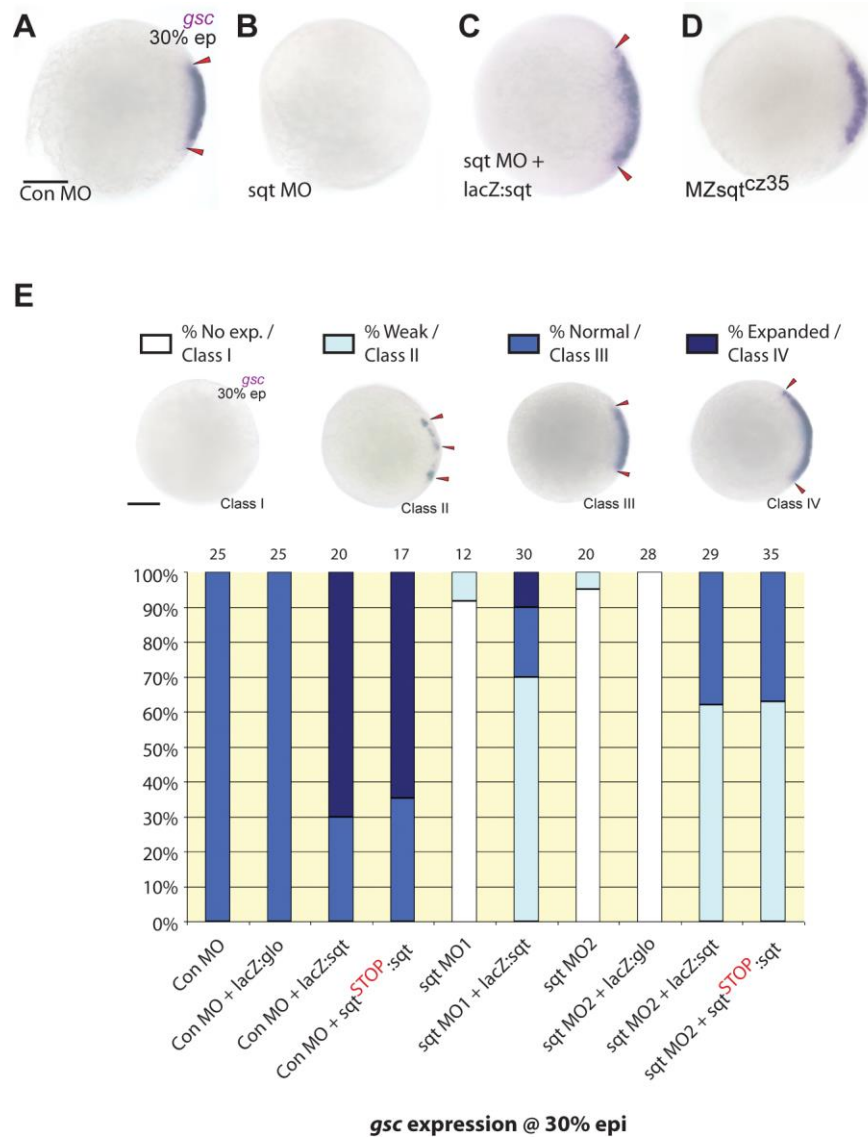 A
gsc
30% ep
Con MO
B
sqt MO
C
sqt MO +
lacZ:sqt
D
MZsqtcz35
E
% No exp. /
Class I
% Weak /
Class II
% Normal /
Class III
% Expanded /
Class IV
gsc
30% ep
Class I
Class II
Class III
Class IV
25 25 20 17 12 30 20 28 29 35
100%
90%
80%
70%
60%
50%
40%
30%
20%
10%
0%
Con MO
Con MO + lacZ:glo
Con MO + lacZ:sqt
Con MO + sqtSTOP:sqt
sqt MO1
sqt MO1 + lacZ:sqt
sqt MO2
sqt MO2 + lacZ:glo
sqt MO2 + lacZ:sqt
sqt MO2 + sqtSTOP:sqt
gsc expression @ 30% epi